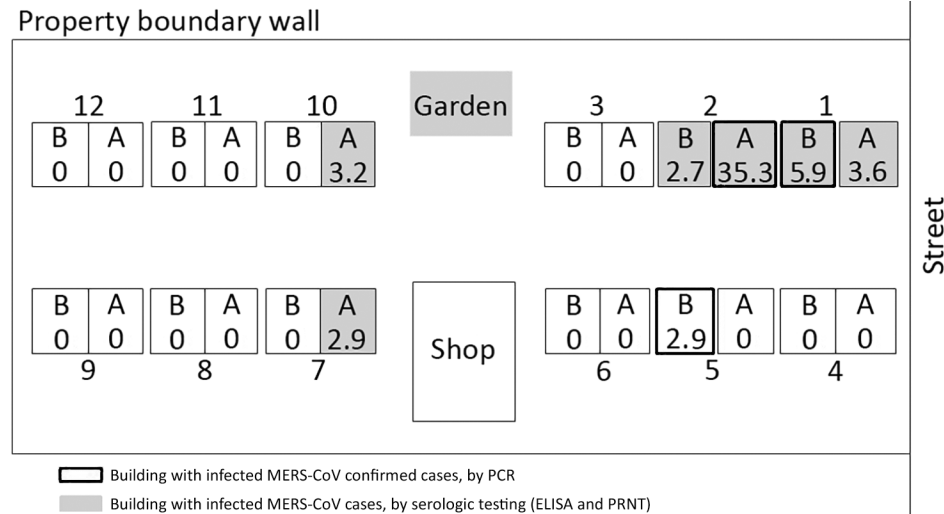 Property boundary wall
12 11 10 Garden 3 2 1
B A B A B A B A B A B A
0 0 0 0 0 3.2 0 0 2.7 35.3 5.9 3.6
Street
B A B A B A Shop B A B A B A
0 0 0 0 0 2.9 0 0 2.9 0 0 0
9 8 7 6 5 4
Building with infected MERS-CoV confirmed cases, by PCR
Building with infected MERS-CoV cases, by serologic testing (ELISA and PRNT)